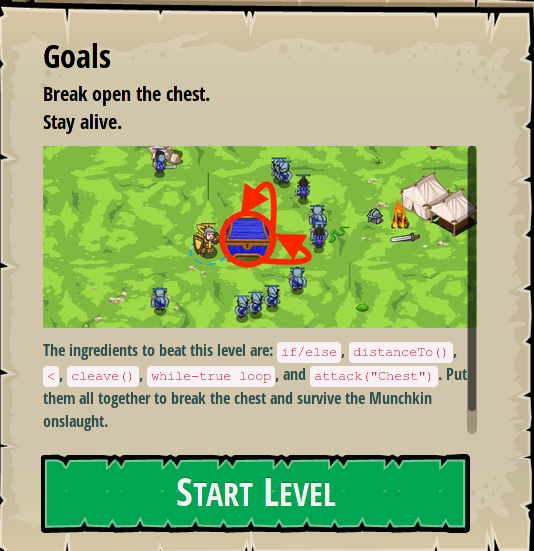 Goals
Break open the chest.
Stay alive.
The ingredients to beat this level are: if/else, distanceTo(),
<, cleave(), while-true loop, and attack("Chest"). Put
them all together to break the chest and survive the Munchkin
onslaught.
START LEVEL